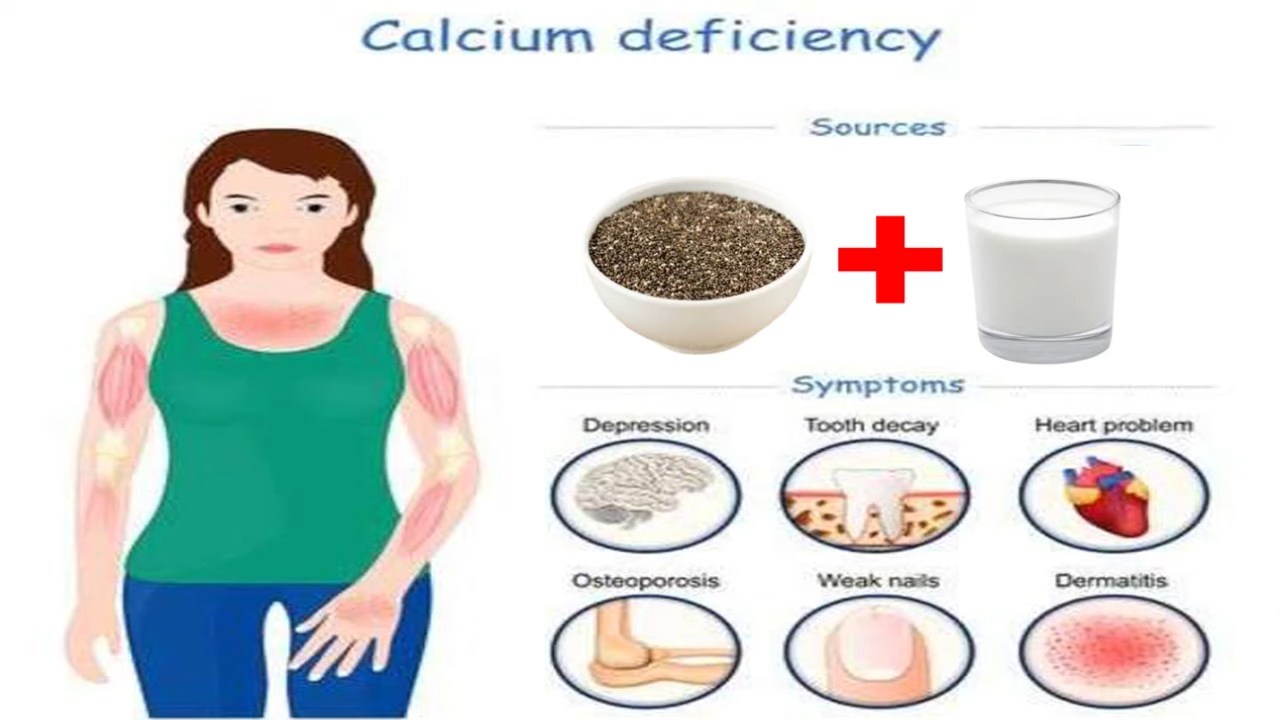 Calcium deficiency
Sources
Symptoms
Depression
Tooth decay
Heart problem
Osteoporosis
Weak nails
Dermatitis